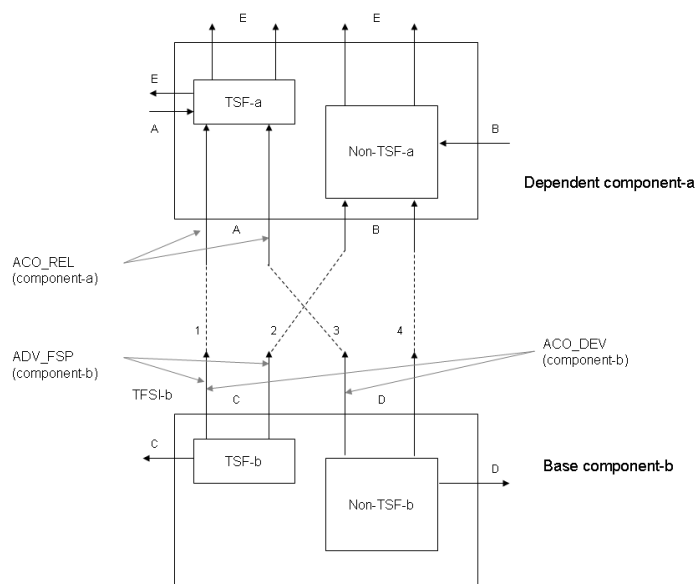 E
E
E
TSF-a
A
Non-TSF-a
B
Dependent component-a
A
B
ACO_REL
(component-a)
1
2
3
4
ADV_FSP
(component-b)
ACO_DEV
(component-b)
TFSI-b
C
D
C
TSF-b
D
Base component-b
Non-TSF-b